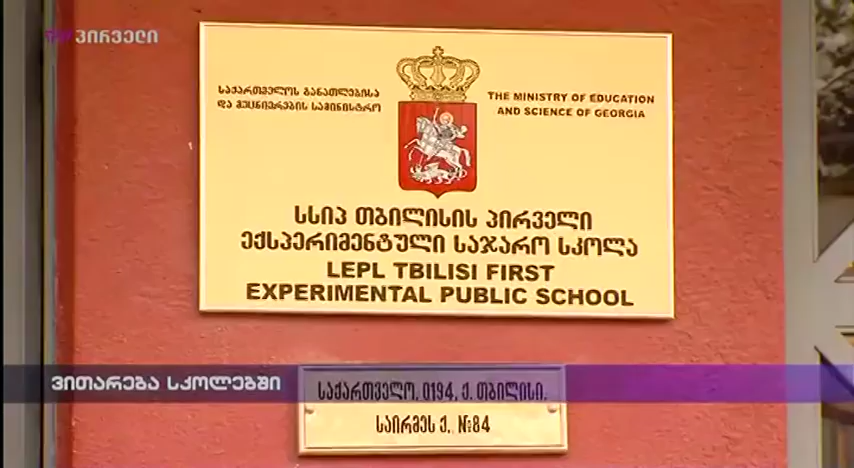 TV პირველი
საქართველოს განათლებისა
და მეცნიერების სამინისტრო
THE MINISTRY OF EDUCATION
AND SCIENCE OF GEORGIA
სსიპ თბილისის პირველი
ექსპერიმენტული საჯარო სკოლა
LEPL TBILISI FIRST
EXPERIMENTAL PUBLIC SCHOOL
ვითარება სკოლებში
საქართველო, 0194, ქ. თბილისი.
საირმეს ქ. №84